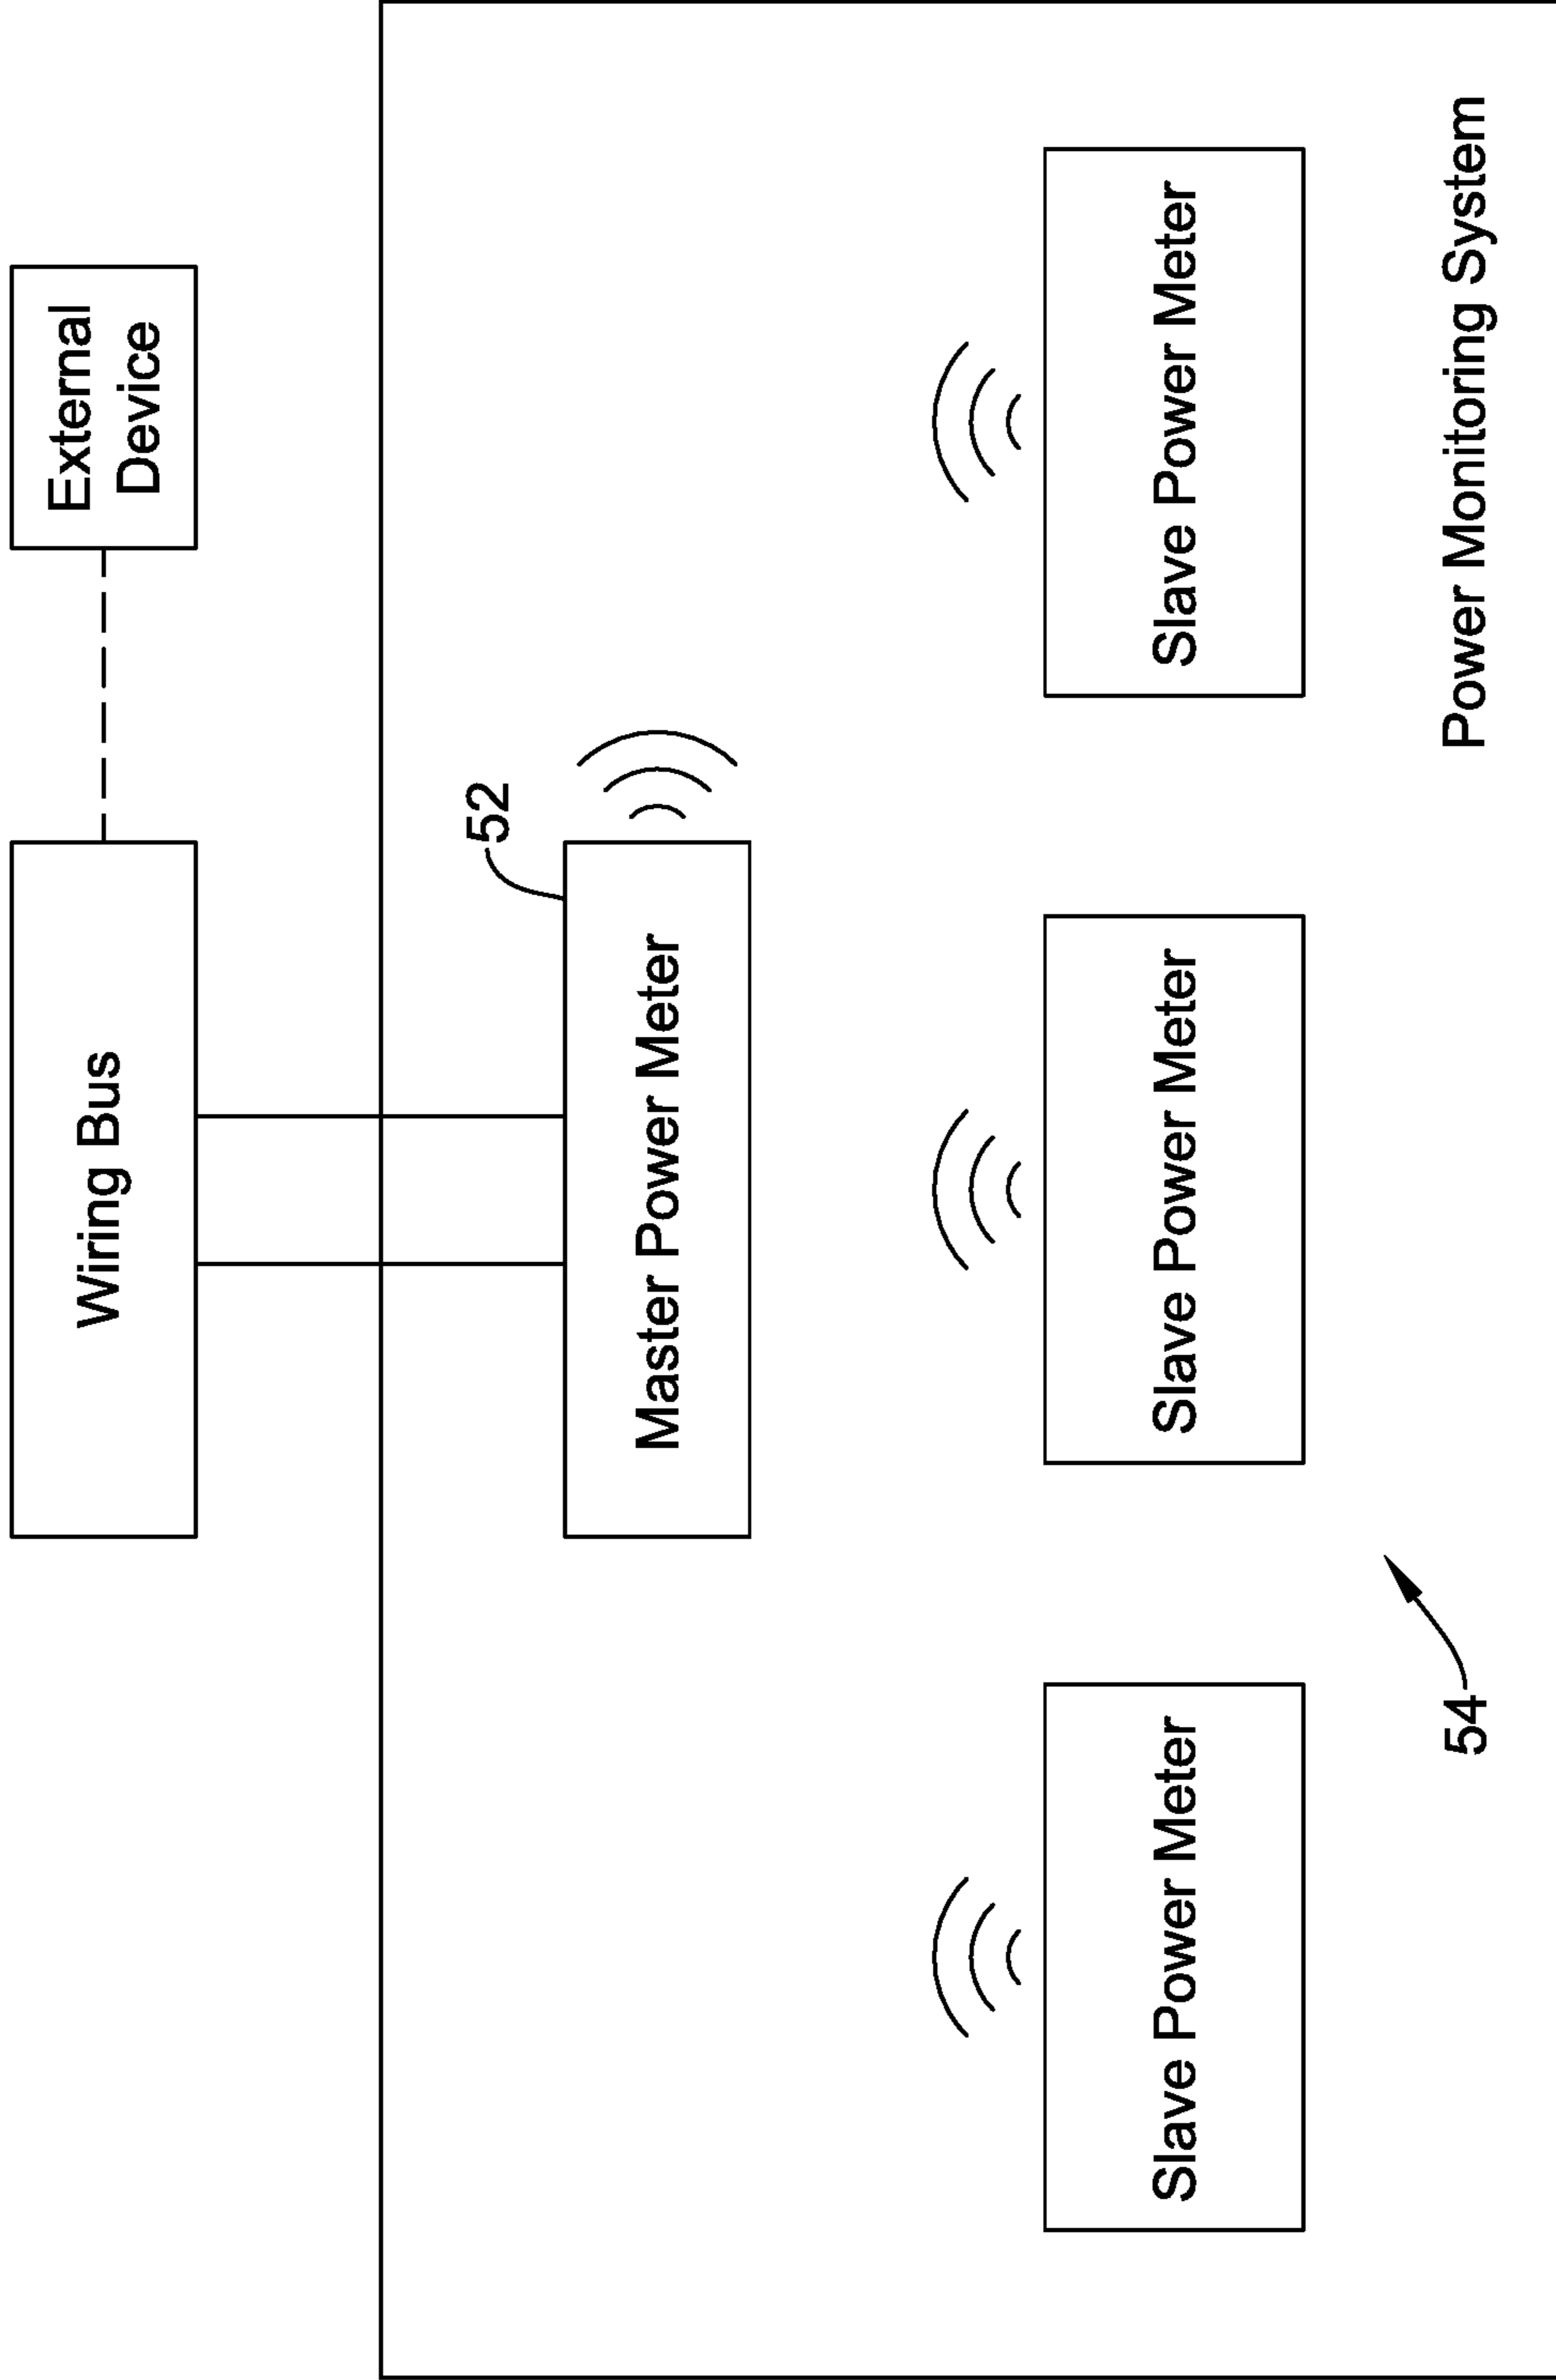 Wiring Bus
External
Device
52
Master Power Meter
Slave Power Meter
Slave Power Meter
Slave Power Meter
54
Power Monitoring System